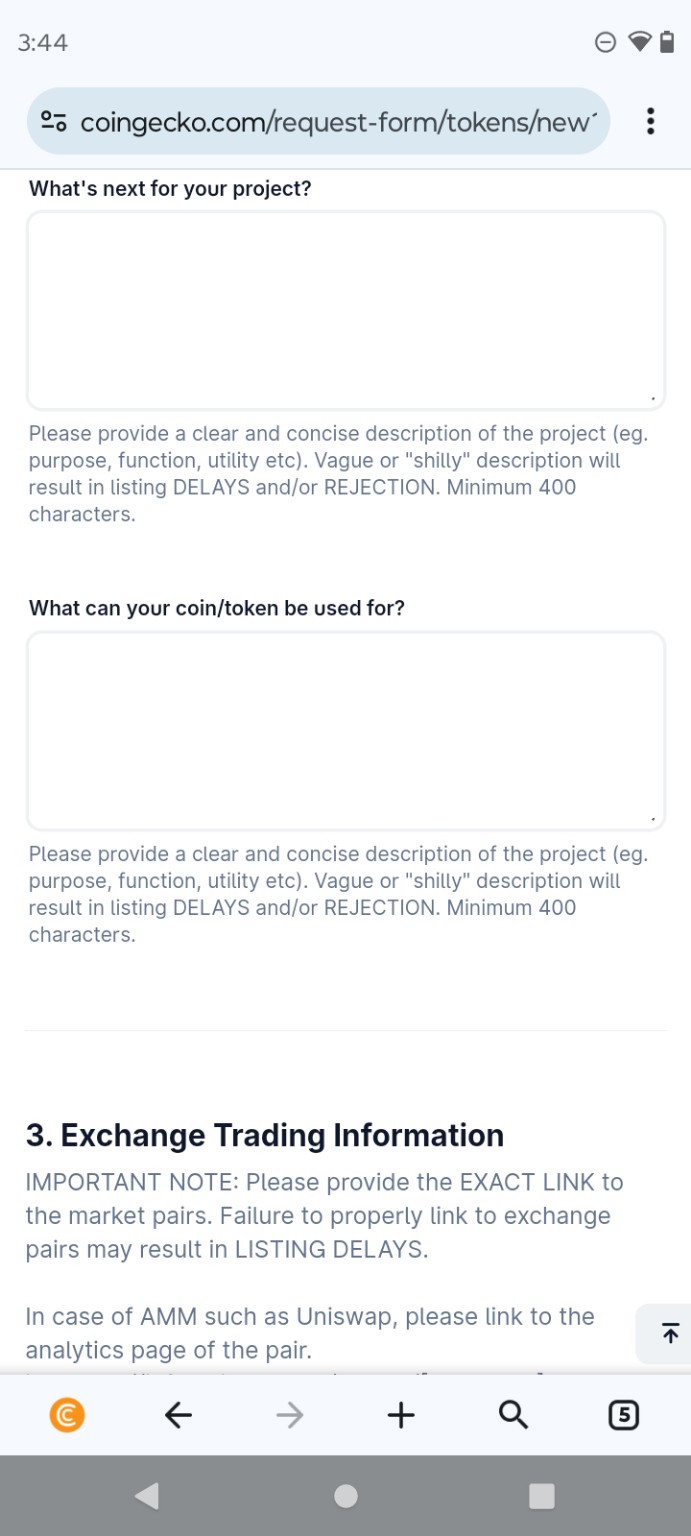 3:44
coingecko.com/request-form/tokens/new
What's next for your project?
Please provide a clear and concise description of the project (eg.
purpose, function, utility etc). Vague or "shilly" description will
result in listing DELAYS and/or REJECTION. Minimum 400
characters.
What can your coin/token be used for?
Please provide a clear and concise description of the project (eg.
purpose, function, utility etc). Vague or "shilly" description will
result in listing DELAYS and/or REJECTION. Minimum 400
characters.
3. Exchange Trading Information
IMPORTANT NOTE: Please provide the EXACT LINK to
the market pairs. Failure to properly link to exchange
pairs may result in LISTING DELAYS.
In case of AMM such as Uniswap, please link to the
analytics page of the pair.
5